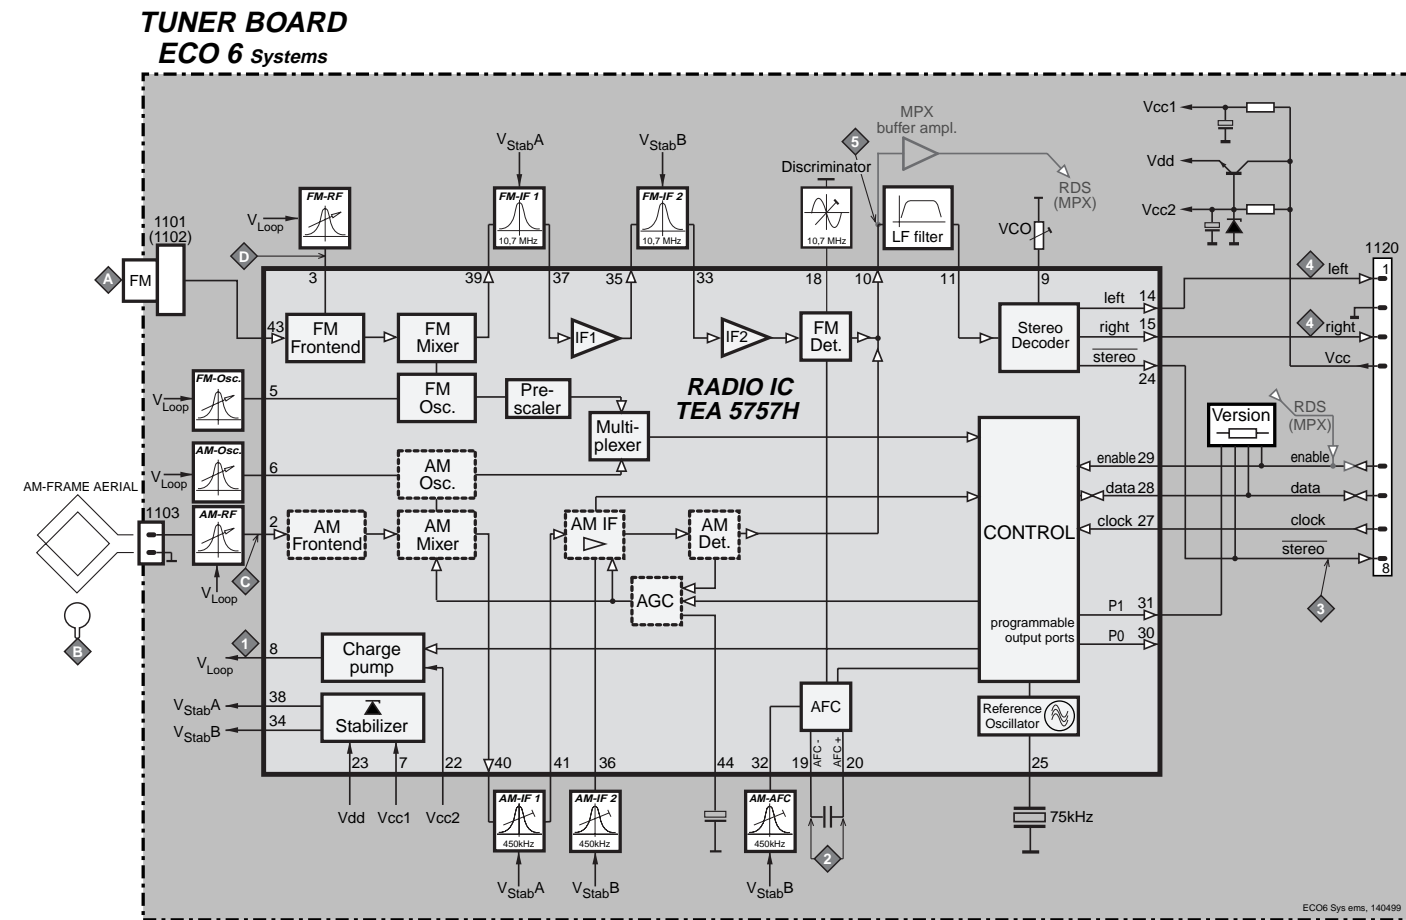 TUNER BOARD
ECO 6 Systems
Vcc1
Vdd
Vcc2
MPX
buffer ampl.
5
RDS
(MPX)
VStabA
VStabB
Discriminator
FM-RF
VLoop
FM-IF 1
10,7 MHz
FM-IF 2
10,7 MHz
10,7 MHz
LF filter
VCO
1101
(1102)
A
FM
D
1120
3
39
37
35
33
18
10
11
9
4
left
1
43
FM
Frontend
FM
Mixer
IF1
IF2
FM
Det.
Stereo
Decoder
left 14
right 15
stereo
24
4
right
Vcc
FM-Osc.
VLoop
5
FM
Osc.
Pre-
scaler
Multi-
plexer
RADIO IC
TEA 5757H
Version
RDS
(MPX)
AM-Osc.
VLoop
6
AM
Osc.
enable 29
enable
data 28
data
clock 27
clock
stereo
8
AM-FRAME AERIAL
1103
AM-RF
VLoop
C
2
AM
Frontend
AM
Mixer
AM IF
AM
Det.
AGC
CONTROL
programmable
output ports
P1 31
P0 30
3
B
1
8
VLoop
Charge
pump
VStabA
38
VStabB
34
Stabilizer
AFC
AFC -
AFC +
Reference
Oscillator
23
7
22
40
41
36
44
32
19
20
25
Vdd
Vcc1
Vcc2
AM-IF 1
450kHz
AM-IF 2
450kHz
AM-AFC
450kHz
2
75kHz
VStabA
VStabB
VStabB
ECO6 Sys ems, 140499